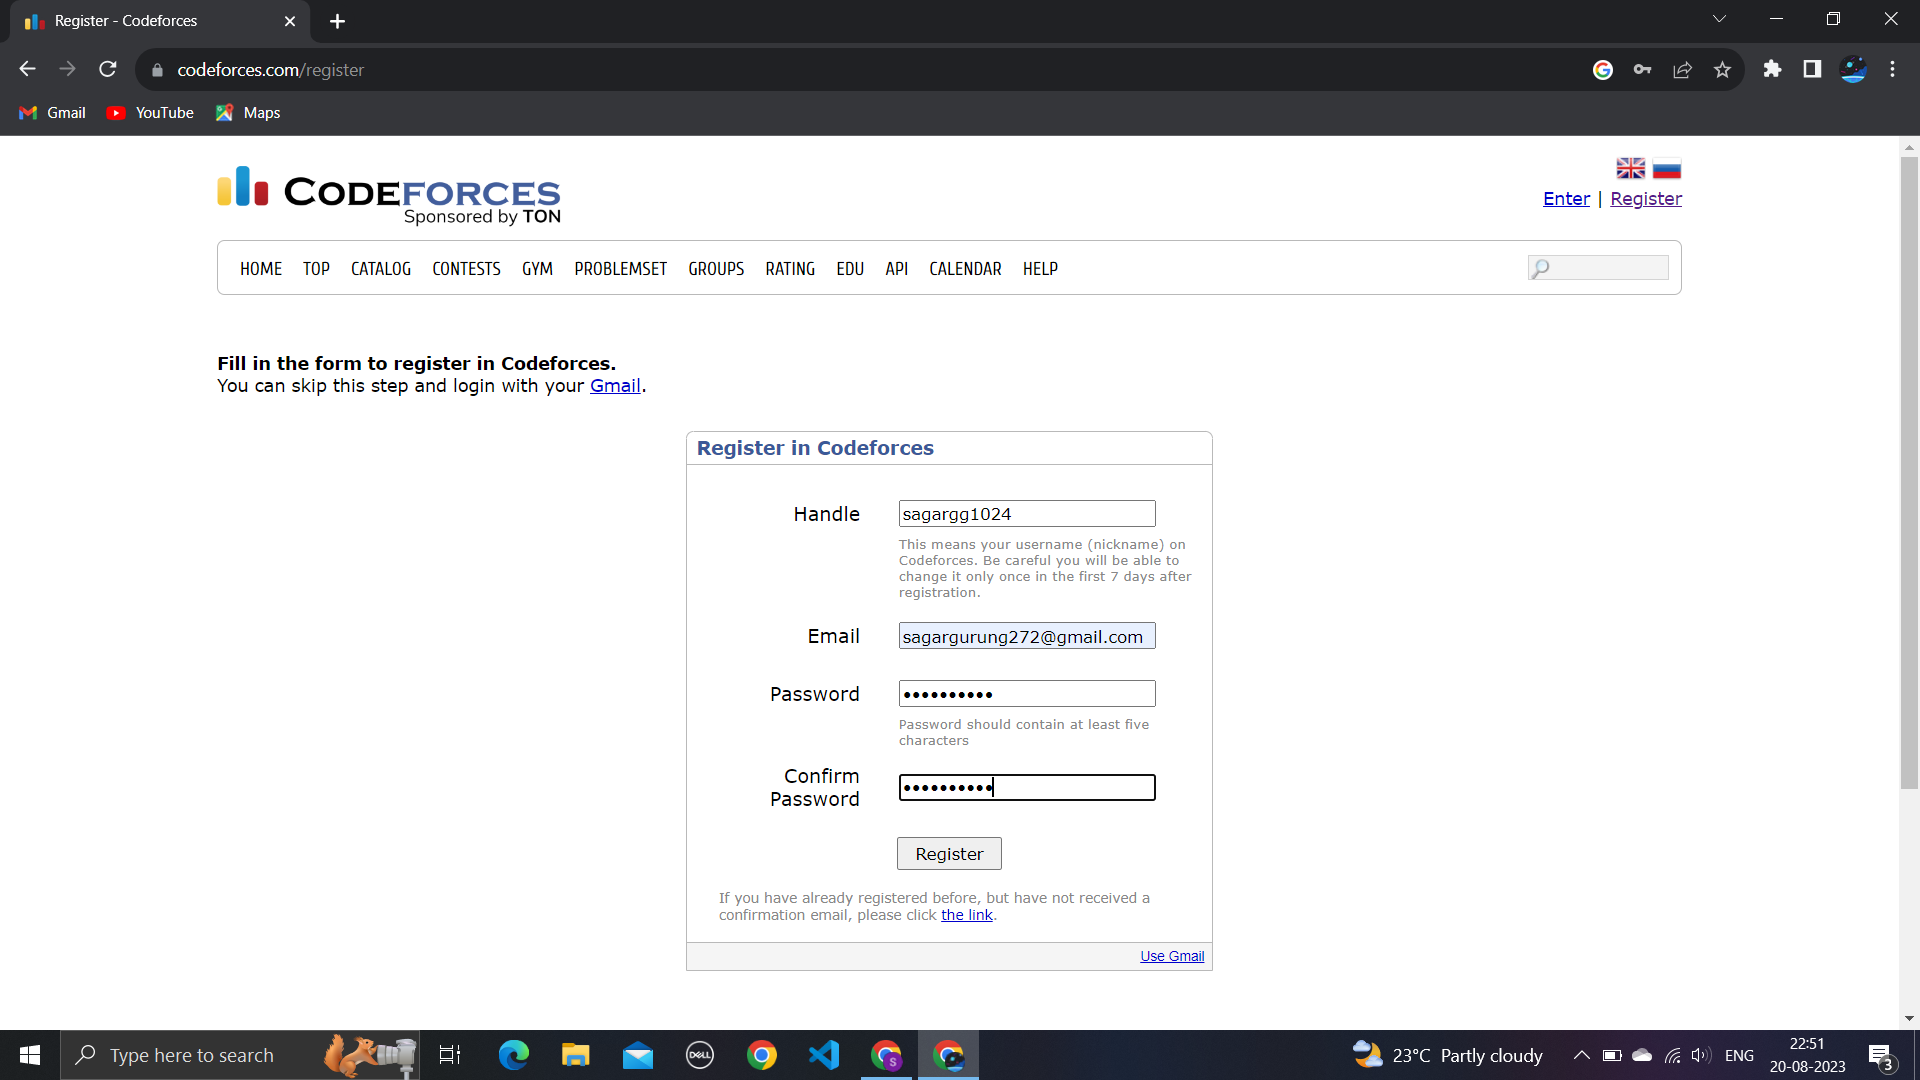 Register - Codeforces
codeforces.com/register
Gmail YouTube Maps
CODEFORCES
Sponsored by TON
Enter | Register
HOME TOP CATALOG CONTESTS GYM PROBLEMSET GROUPS RATING EDU API CALENDAR HELP
Fill in the form to register in Codeforces.
You can skip this step and login with your Gmail.
Register in Codeforces
Handle sagargg1024
This means your username (nickname) on
Codeforces. Be careful you will be able to
change it only once in the first 7 days after
registration.
Email sagargurung272@gmail.com
Password ••••••••••
Password should contain at least five
characters
Confirm
Password ••••••••••
Register
If you have already registered before, but have not received a
confirmation email, please click the link.
Use Gmail
Type here to search
DELL
S
23°C Partly cloudy
ENG
22:51
20-08-2023
3